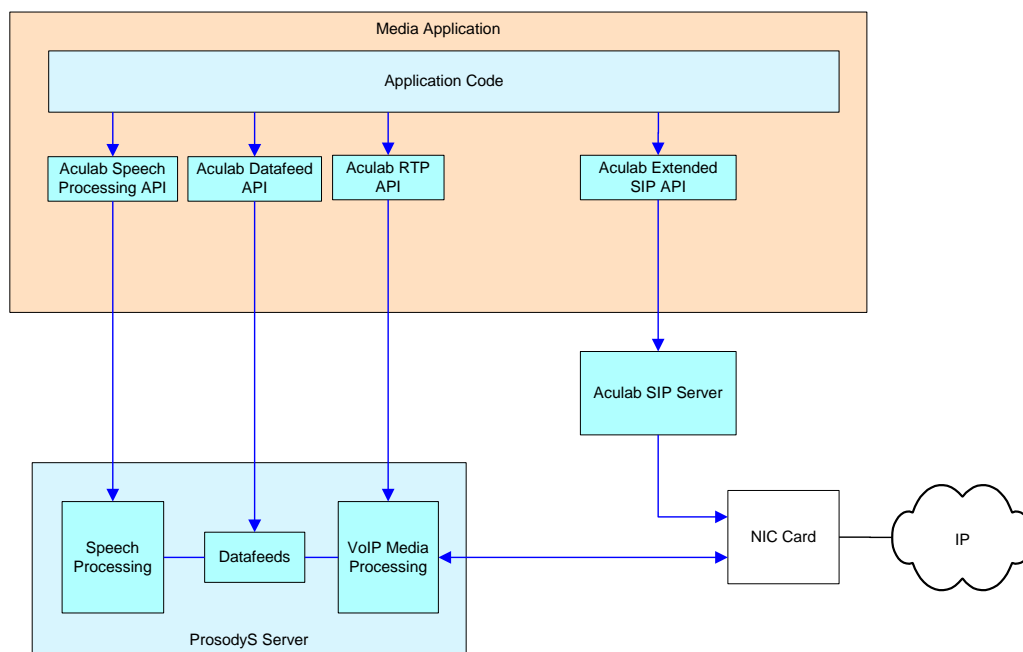 Media Application
Application Code
Aculab Speech
Processing API
Aculab Datafeed
API
Aculab RTP
API
Aculab Extended
SIP API
Aculab SIP Server
Speech
Processing
Datafeeds
VoIP Media
Processing
NIC Card
IP
ProsodyS Server